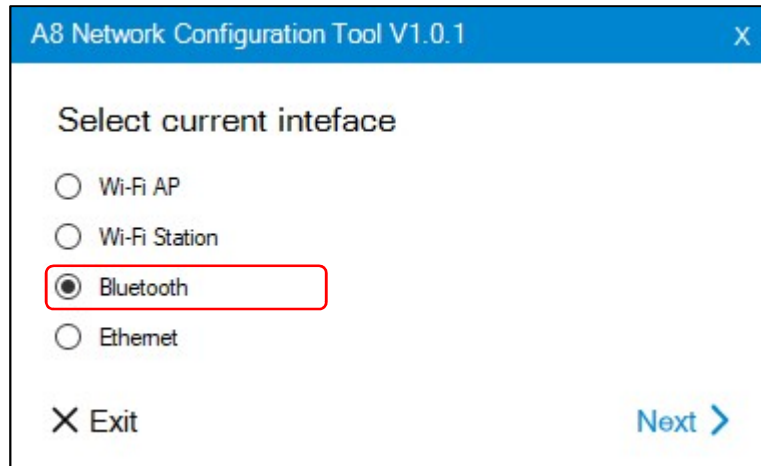 A8 Network Configuration Tool V1.0.1 X
Select current inteface
Wi-Fi AP
Wi-Fi Station
Bluetooth
Ethernet
Exit Next